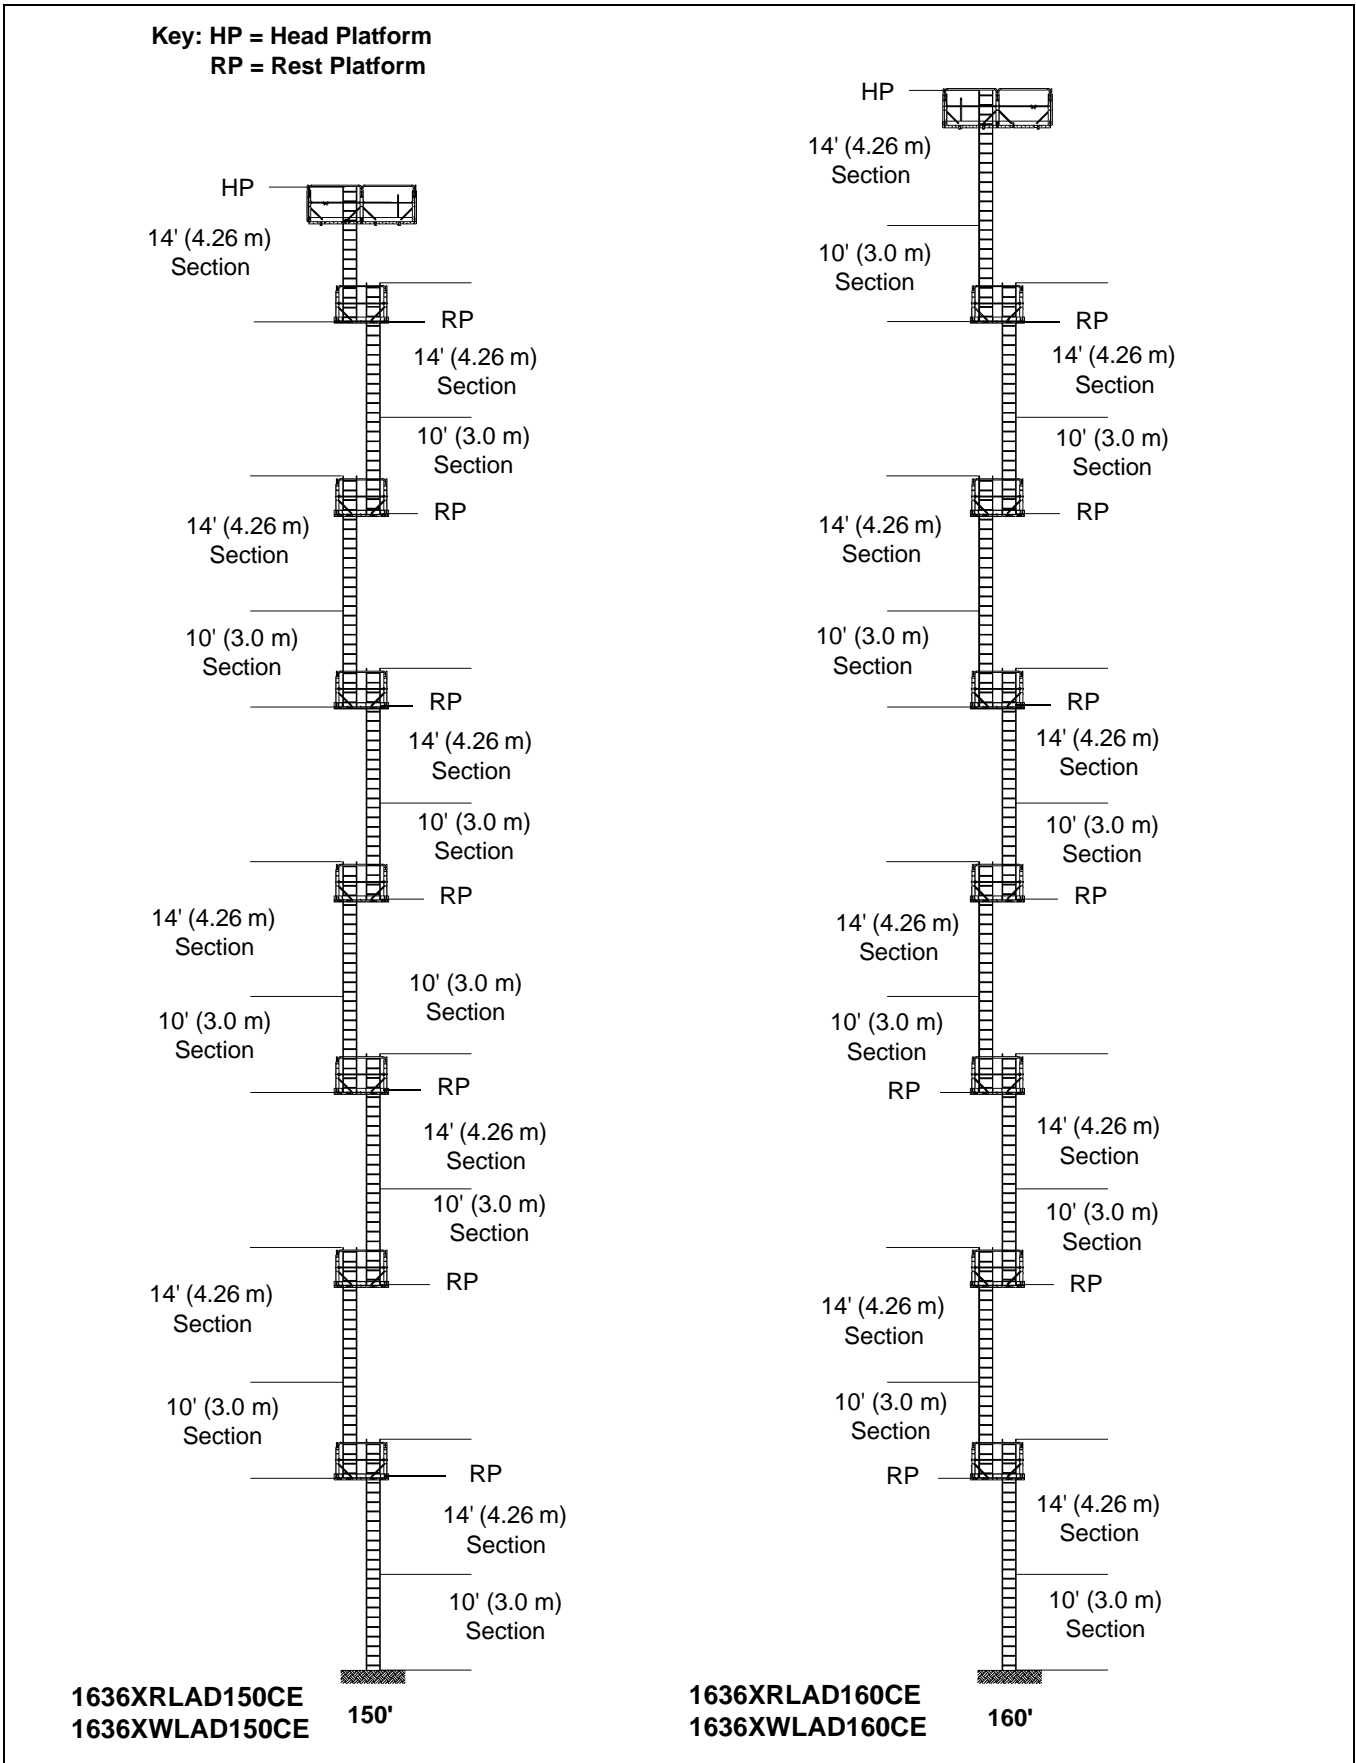 Key: HP = Head Platform
RP = Rest Platform
HP
14' (4.26 m)
Section
RP
14' (4.26 m)
Section
10' (3.0 m)
Section
RP
14' (4.26 m)
Section
10' (3.0 m)
Section
RP
14' (4.26 m)
Section
10' (3.0 m)
Section
RP
14' (4.26 m)
Section
10' (3.0 m)
Section
10' (3.0 m)
Section
RP
14' (4.26 m)
Section
10' (3.0 m)
Section
RP
14' (4.26 m)
Section
10' (3.0 m)
Section
RP
14' (4.26 m)
Section
10' (3.0 m)
Section
1636XRLAD150CE
1636XWLAD150CE
150'
HP
14' (4.26 m)
Section
10' (3.0 m)
Section
RP
14' (4.26 m)
Section
10' (3.0 m)
Section
RP
14' (4.26 m)
Section
10' (3.0 m)
Section
RP
14' (4.26 m)
Section
10' (3.0 m)
Section
RP
14' (4.26 m)
Section
10' (3.0 m)
Section
RP
14' (4.26 m)
Section
10' (3.0 m)
Section
RP
14' (4.26 m)
Section
10' (3.0 m)
Section
RP
14' (4.26 m)
Section
10' (3.0 m)
Section
1636XRLAD160CE
1636XWLAD160CE
160'